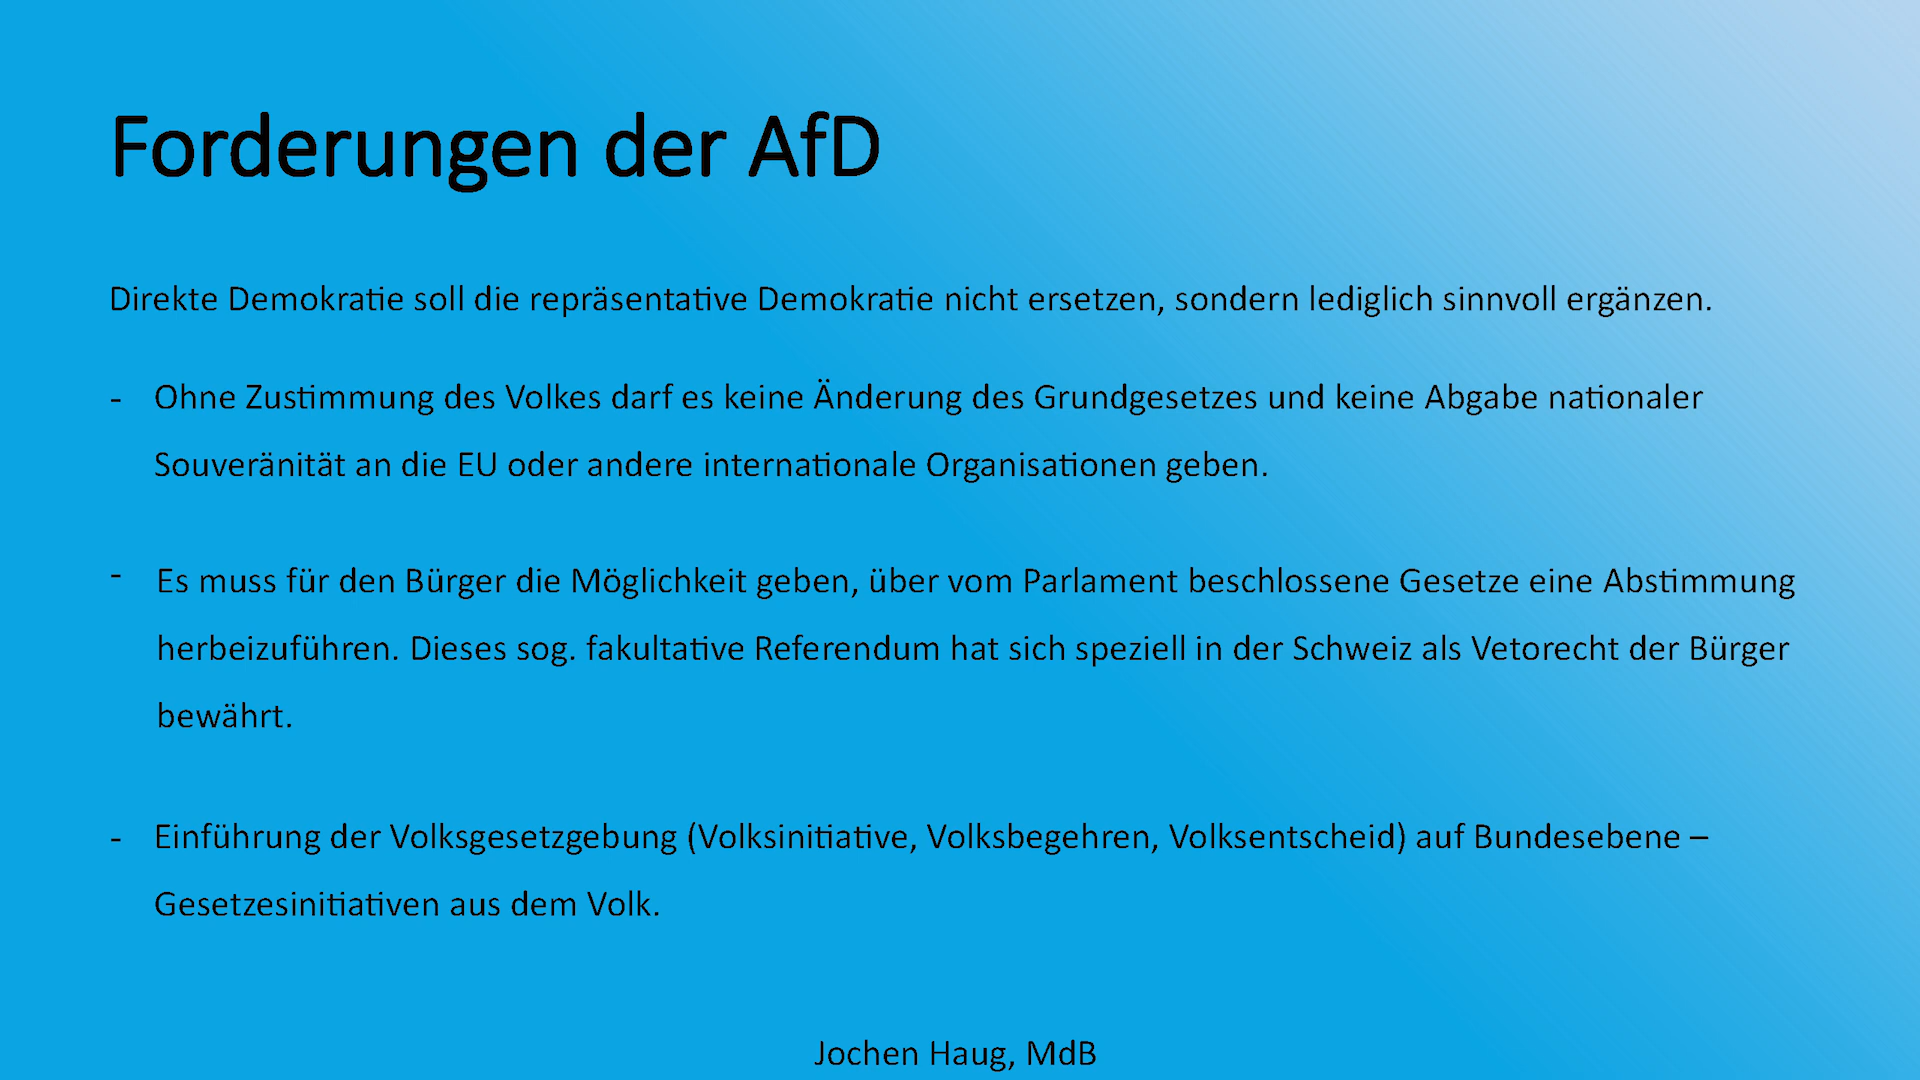 Forderungen der AfD
Direkte Demokratie soll die repräsentative Demokratie nicht ersetzen, sondern lediglich sinnvoll ergänzen.
- Ohne Zustimmung des Volkes darf es keine Änderung des Grundgesetzes und keine Abgabe nationaler
Souveränität an die EU oder andere internationale Organisationen geben.
- Es muss für den Bürger die Möglichkeit geben, über vom Parlament beschlossene Gesetze eine Abstimmung
herbeizuführen. Dieses sog. fakultative Referendum hat sich speziell in der Schweiz als Vetorecht der Bürger
bewährt.
- Einführung der Volksgesetzgebung (Volksinitiative, Volksbegehren, Volksentscheid) auf Bundesebene –
Gesetzesinitiativen aus dem Volk.
Jochen Haug, MdB